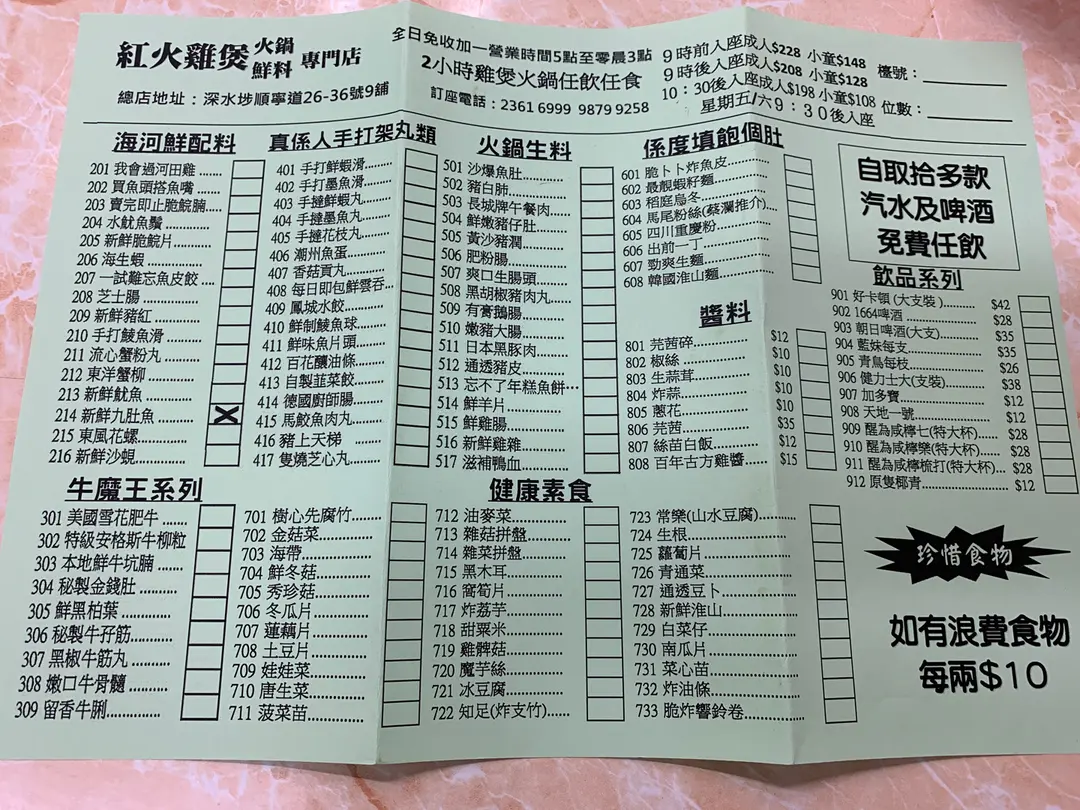 紅火雞煲 火鍋鮮料 專門店
總店地址：深水埗順寧道26-36號9舖
全日免收加一營業時間5點至零晨3點
2小時雞煲火鍋任飲任食
訂座電話：2361 6999 9879 9258
9時前入座成人$228 小童$148
9時後入座成人$208 小童$128
10：30後入座成人$198 小童$108
星期五/六9：30後入座
檯號：
位數：
海河鮮配料
201 我會過河田雞
202 買魚頭搭魚嘴
203 賣完即止脆鯇腩
204 水魷魚鬚
205 新鮮脆鯇片
206 海生蝦
207 一試難忘魚皮餃
208 芝士腸
209 新鮮豬紅
210 手打鯪魚滑
211 流心蟹粉丸
212 東洋蟹柳
213 新鮮魷魚
214 新鮮九肚魚
215 東風花螺
216 新鮮沙蜆
真係人手打架丸類
401 手打鮮蝦滑
402 手打墨魚滑
403 手撻鮮蝦丸
404 手撻墨魚丸
405 手撻花枝丸
406 潮州魚蛋
407 香菇貢丸
408 每日即包鮮雲吞
409 鳳城水餃
410 鮮制鯪魚球
411 鮮味魚片頭
412 百花釀油條
413 自製韮菜餃
414 德國廚師腸
415 馬鮫魚肉丸
416 豬上天梯
417 隻燒芝心丸
火鍋生料
501 沙爆魚肚
502 豬白肺
503 長城牌午餐肉
504 鮮嫩豬仔肚
505 黃沙豬潤
506 肥粉腸
507 爽口生腸頭
508 黑胡椒豬肉丸
509 有膏鵝腸
510 嫩豬大腸
511 日本黑豚肉
512 通透豬皮
513 忘不了年糕魚餅
514 鮮羊片
515 鮮雞腸
516 新鮮雞雜
517 滋補鴨血
係度填飽個肚
601 脆卜卜炸魚皮
602 最靚蝦籽麵
603 稻庭烏冬
604 馬尾粉絲(蔡瀾推介)
605 四川重慶粉
606 出前一丁
607 勁爽生麵
608 韓國淮山麵
醬料
801 芫茜碎 $12
802 椒絲 $10
803 生蒜茸 $10
804 炸蒜 $10
805 蔥花 $10
806 芫茜 $35
807 絲苗白飯 $12
808 百年古方雞醬 $15
自取拾多款
汽水及啤酒
免費任飲
飲品系列
901 好卡領 (大支裝 ) $42
902 1664啤酒 $28
903 朝日啤酒(大支) $35
904 藍妹每支 $35
905 青鳥每枝 $26
906 健力士大(支裝) $38
907 加多寶 $12
908 天地一號 $12
909 醒為咸檸七(特大杯) $28
910 醒為咸檸樂(特大杯) $28
911 醒為咸檸梳打(特大杯) $28
912 原隻椰青 $12
牛魔王系列
301 美國雪花肥牛
302 特級安格斯牛柳粒
303 本地鮮牛坑腩
304 秘製金錢肚
305 鮮黑柏葉
306 秘製牛孖筋
307 黑椒牛筋丸
308 嫩口牛骨髓
309 留香牛脷
健康素食
701 樹心先腐竹
702 金菇菜
703 海帶
704 鮮冬菇
705 秀珍菇
706 冬瓜片
707 蓮藕片
708 土豆片
709 娃娃菜
710 唐生菜
711 菠菜苗
712 油麥菜
713 雜菇拼盤
714 雜菜拼盤
715 黑木耳
716 窩筍片
717 炸荔芋
718 甜粟米
719 雞髀菇
720 魔芋絲
721 冰豆腐
722 知足(炸支竹)
723 常樂(山水豆腐)
724 生根
725 蘿蔔片
726 青通菜
727 通透豆卜
728 新鮮淮山
729 白菜仔
730 南瓜片
731 菜心苗
732 炸油條
733 脆炸響鈴卷
珍惜食物
如有浪費食物
每兩$10